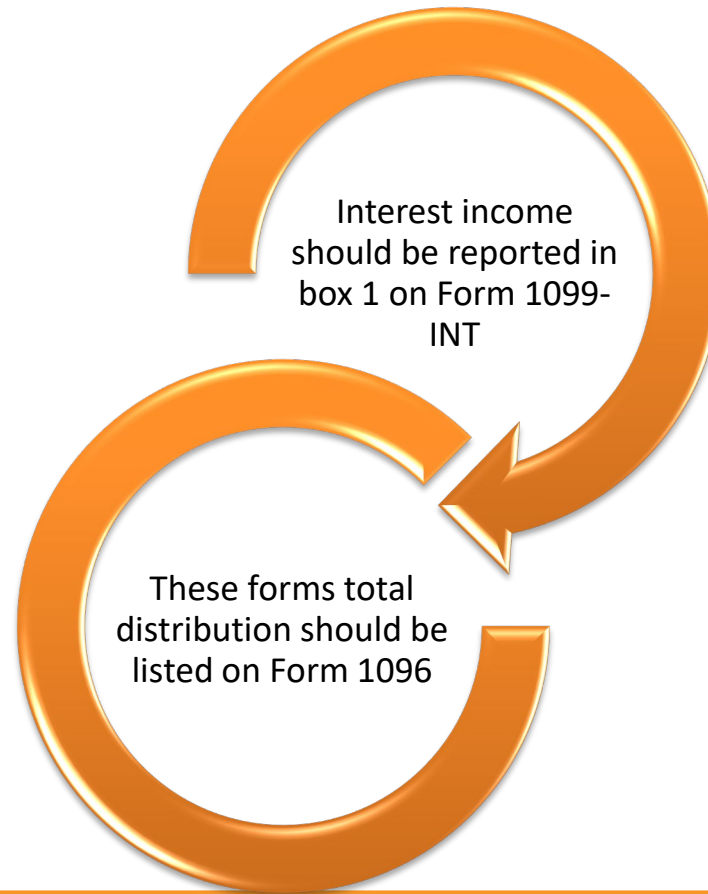 Interest income
should be reported in
box 1 on Form 1099-
INT
These forms total
distribution should be
listed on Form 1096